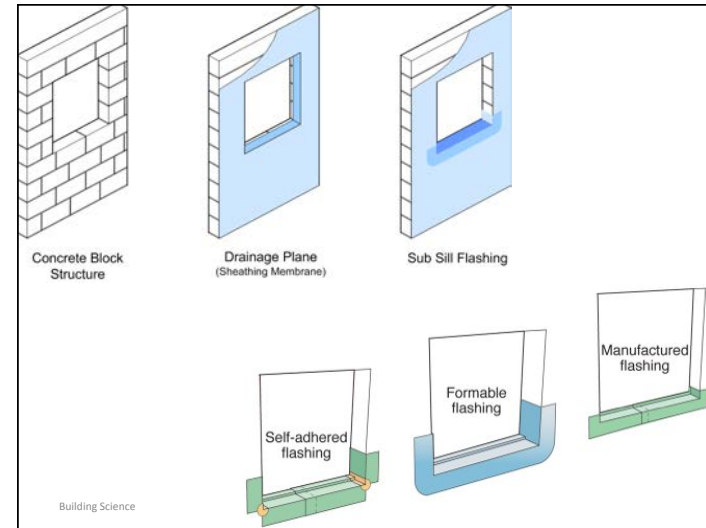 Concrete Block
Structure
Drainage Plane
(Sheathing Membrane)
Sub Sill Flashing
Self-adhered
flashing
Formable
flashing
Manufactured
flashing
Building Science